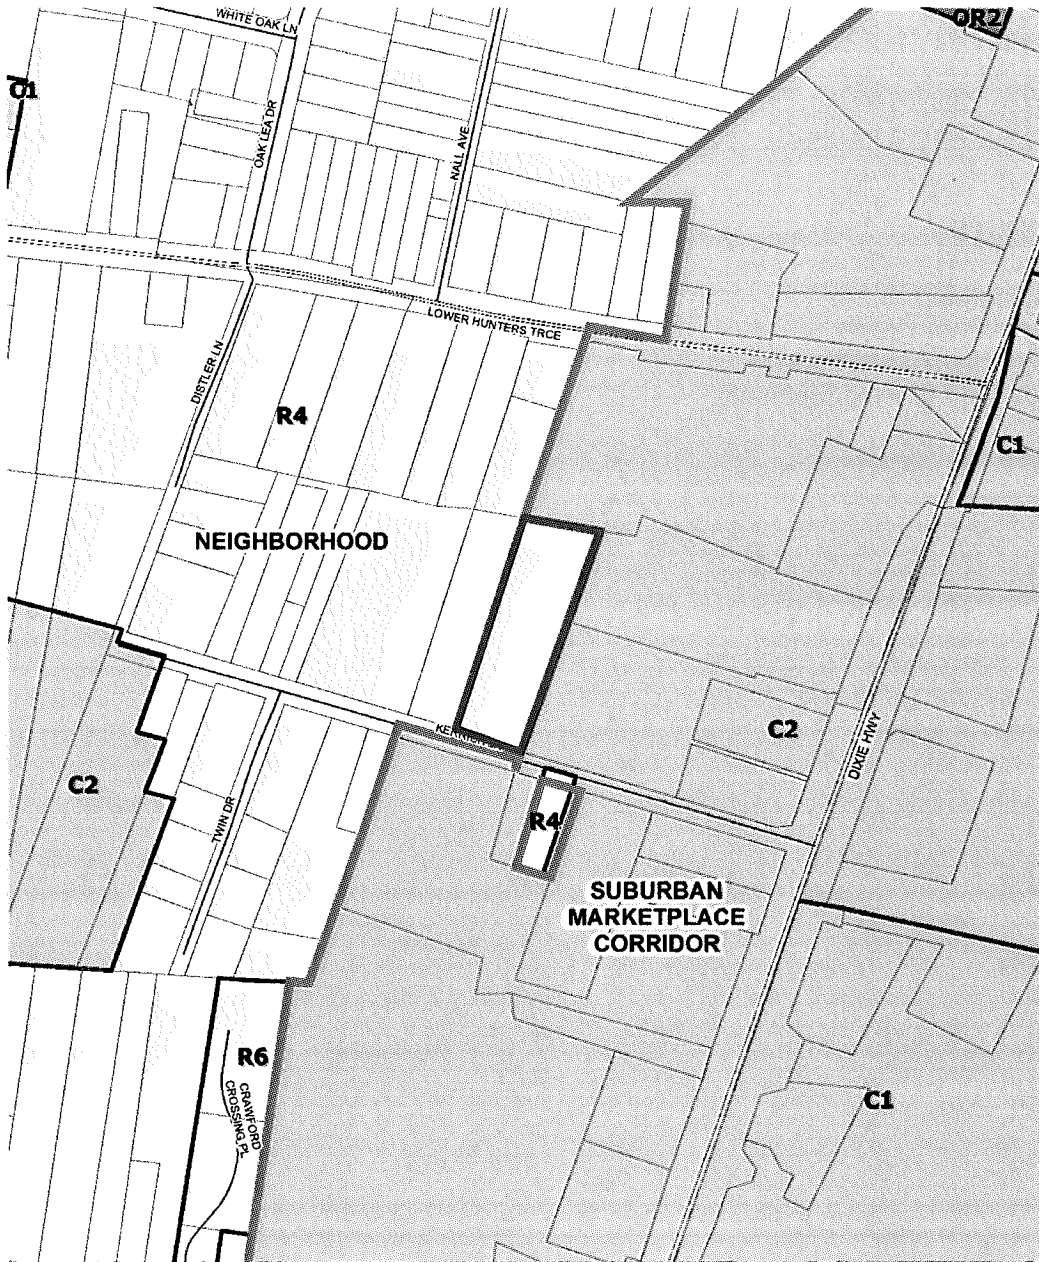 WHITE OAK LN
OR2
C1
OAK LEA DR
NALL AVE
LOWER HUNTERS TRCE
DISTLER LN
R4
C1
NEIGHBORHOOD
C2
DIXIE HWY
C2
TWIN DR
R4
SUBURBAN
MARKETPLACE
CORRIDOR
R6
CRAWFORD
CROSSING PL
C1